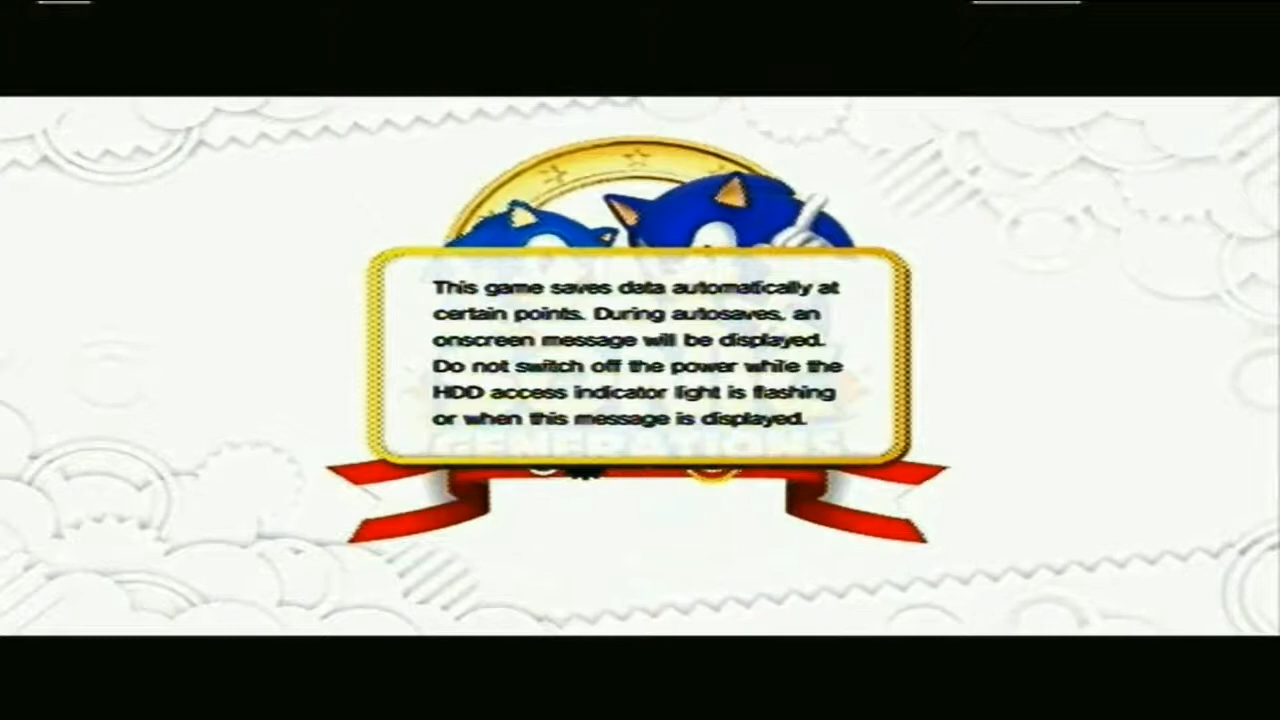 This game saves data automatically at
certain points. During autosaves, an
onscreen message will be displayed.
Do not switch off the power while the
HDD access indicator light is flashing
or when this message is displayed.
GENERATIONS